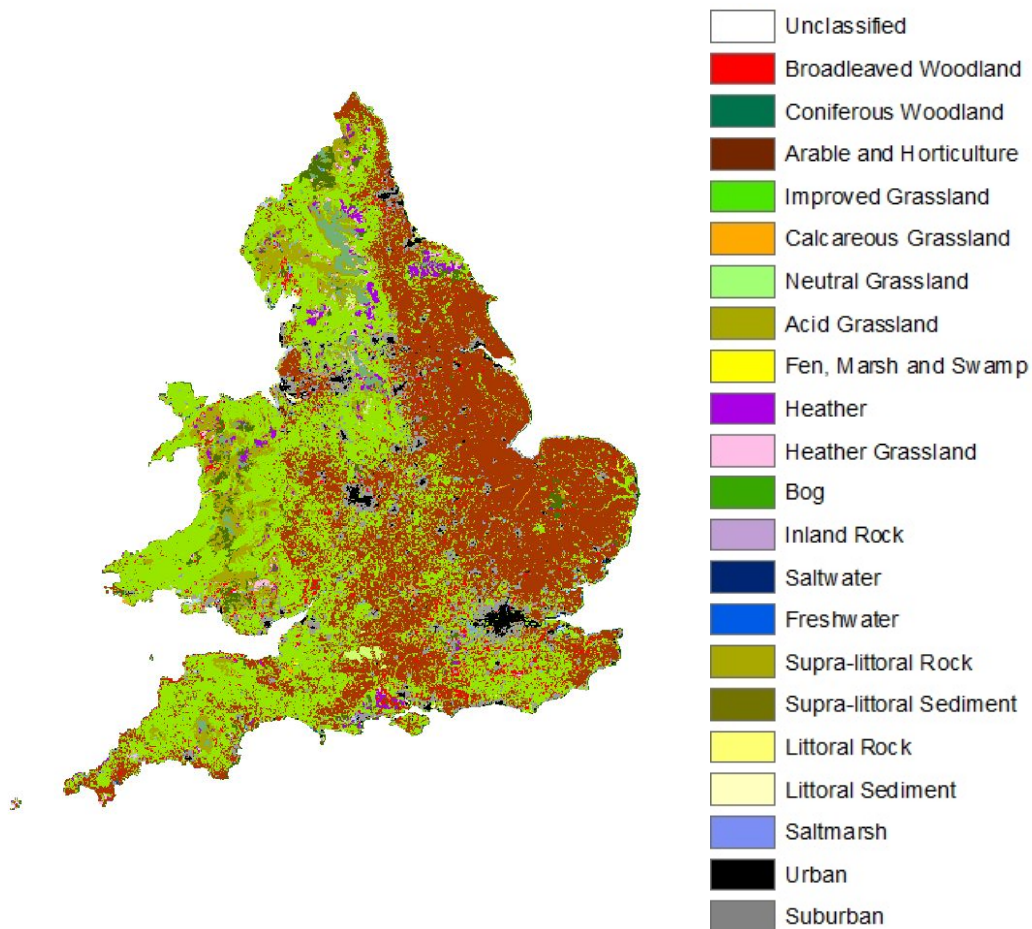 Unclassified
Broadleaved Woodland
Coniferous Woodland
Arable and Horticulture
Improved Grassland
Calcareous Grassland
Neutral Grassland
Acid Grassland
Fen, Marsh and Swamp
Heather
Heather Grassland
Bog
Inland Rock
Saltwater
Freshwater
Supra-littoral Rock
Supra-littoral Sediment
Littoral Rock
Littoral Sediment
Saltmarsh
Urban
Suburban